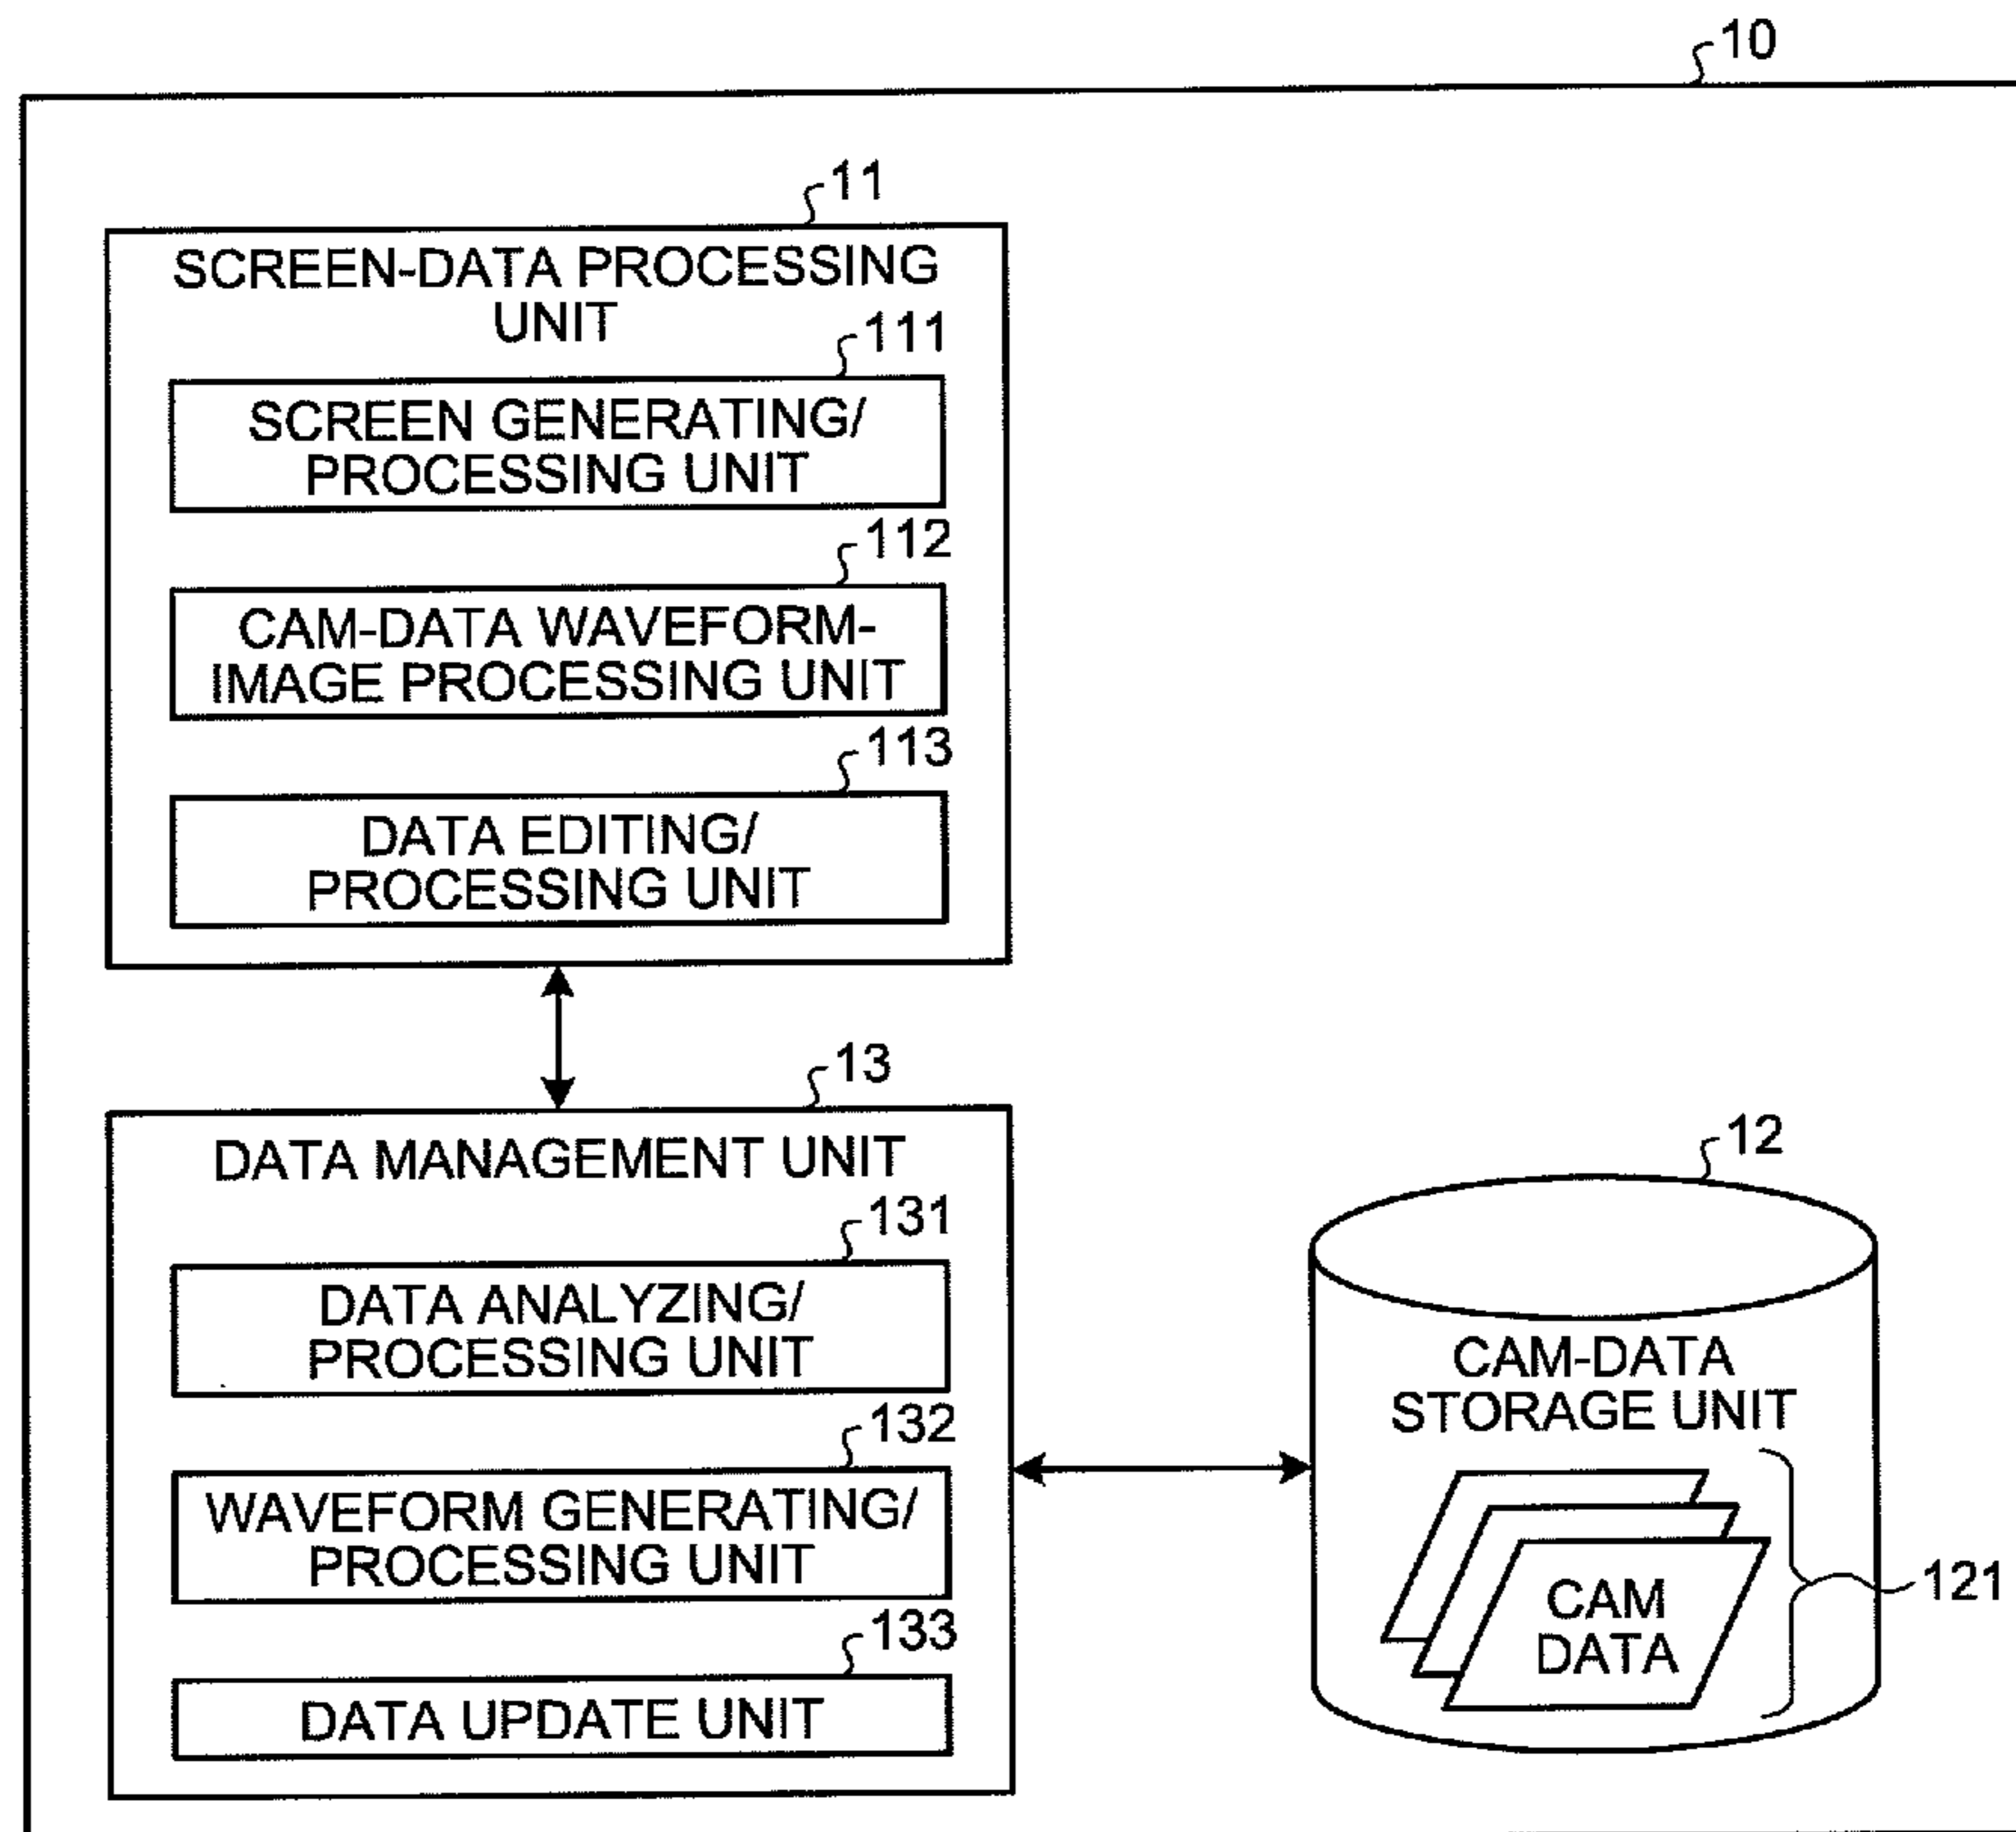 10
11
SCREEN-DATA PROCESSING
UNIT
111
SCREEN GENERATING/
PROCESSING UNIT
112
CAM-DATA WAVEFORM-
IMAGE PROCESSING UNIT
113
DATA EDITING/
PROCESSING UNIT
13
DATA MANAGEMENT UNIT
131
DATA ANALYZING/
PROCESSING UNIT
132
WAVEFORM GENERATING/
PROCESSING UNIT
133
DATA UPDATE UNIT
12
CAM-DATA
STORAGE UNIT
CAM
DATA
121